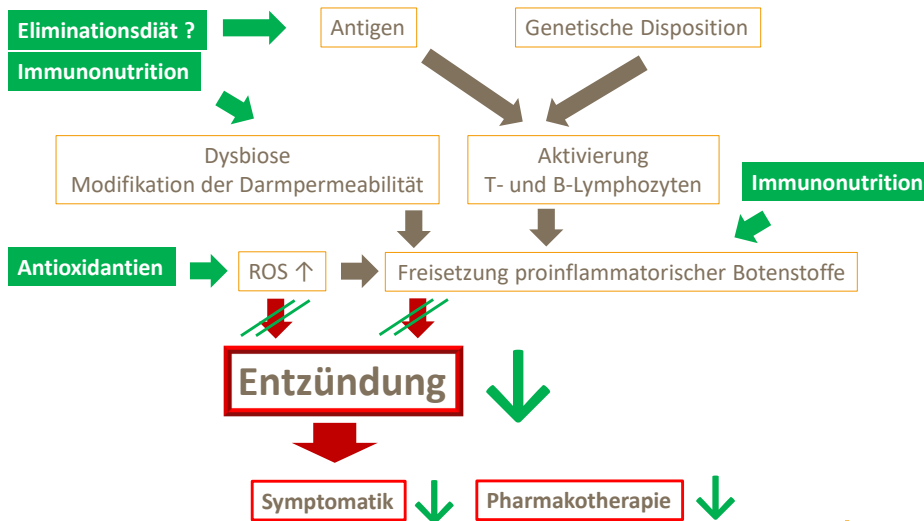 Eliminationsdiät ?
Antigen
Genetische Disposition
Immunonutrition
Dysbiose
Modifikation der Darmpermeabilität
Aktivierung
T- und B-Lymphozyten
Immunonutrition
Antioxidantien
ROS ↑
Freisetzung proinflammatorischer Botenstoffe
Entzündung
Symptomatik
Pharmakotherapie